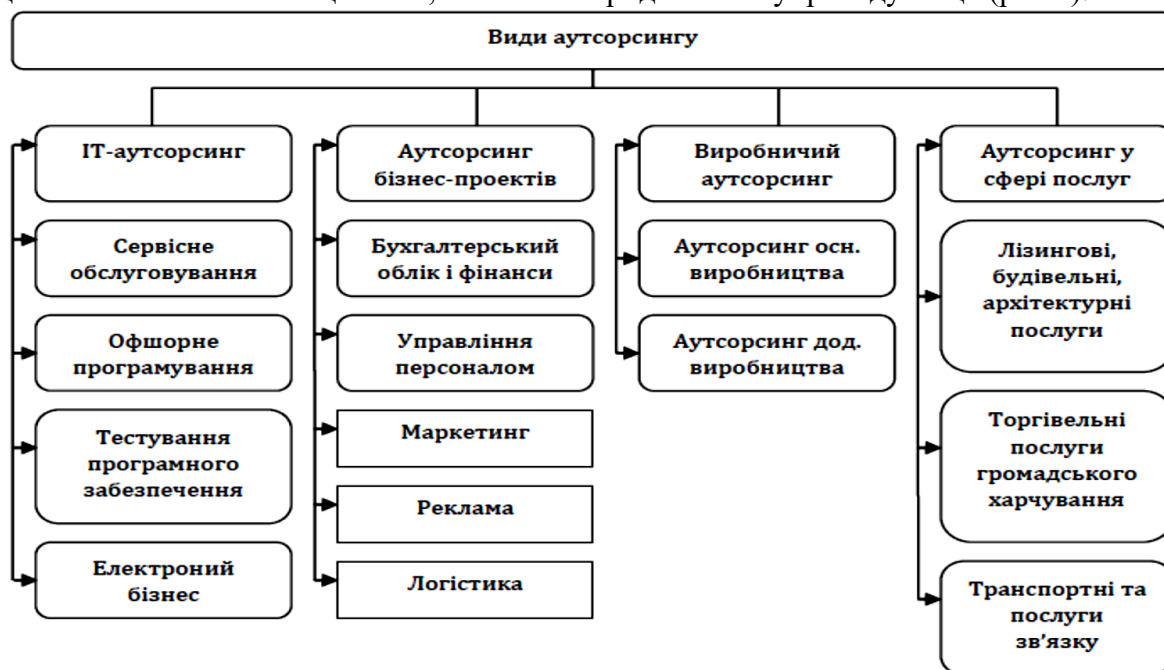 Види аутсорсингу
ІТ-аутсорсинг
Сервісне
обслуговування
Офшорне
програмування
Тестування
програмного
забезпечення
Електроний
бізнес
Аутсорсинг
бізнес-проектів
Бухгалтерський
облік і фінанси
Управління
персоналом
Маркетинг
Реклама
Логістика
Виробничий
аутсорсинг
Аутсорсинг осн.
виробництва
Аутсорсинг дод.
виробництва
Аутсорсинг у
сфері послуг
Лізингові,
будівельні,
архітектурні
послуги
Торгівельні
послуги
громадського
харчування
Транспортні та
послуги
зв’язку